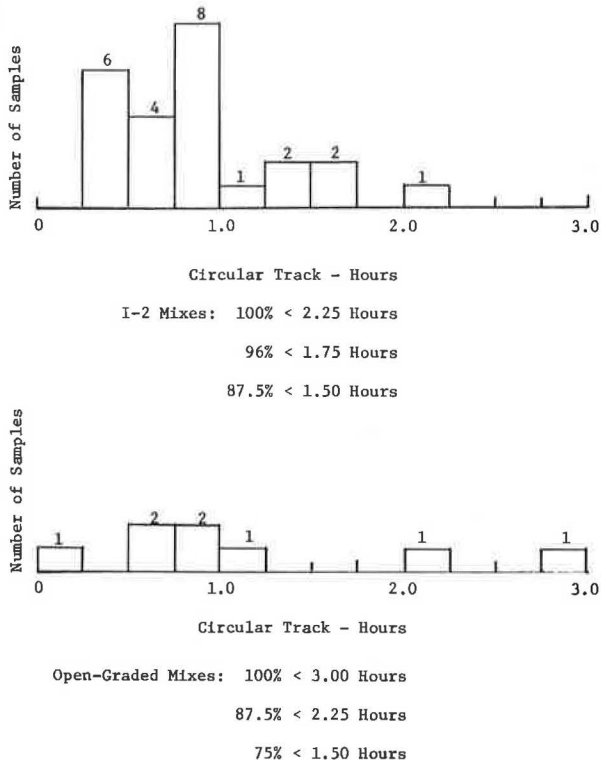 8
6
4
2 2
1 1
Number of Samples
0 1.0 2.0 3.0
Circular Track - Hours
I-2 Mixes: 100% < 2.25 Hours
96% < 1.75 Hours
87.5% < 1.50 Hours
Number of Samples
2 2
1 1 1 1
0 1.0 2.0 3.0
Circular Track - Hours
Open-Graded Mixes: 100% < 3.00 Hours
87.5% < 2.25 Hours
75% < 1.50 Hours